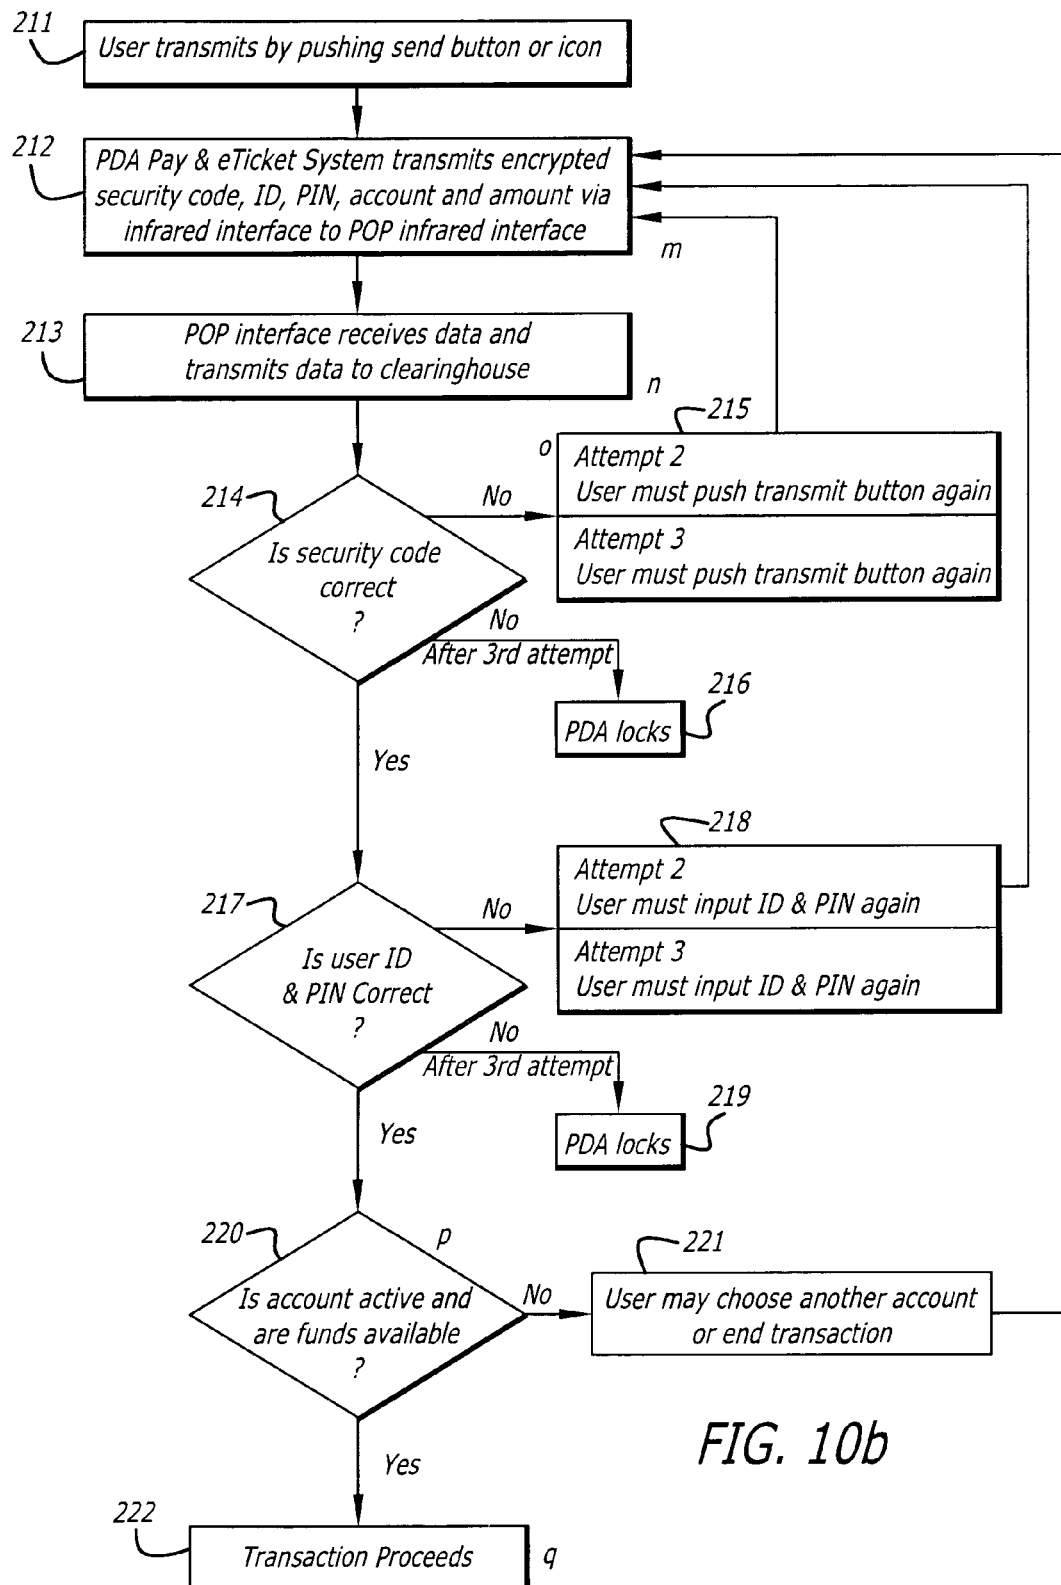 211
User transmits by pushing send button or icon
212
PDA Pay & eTicket System transmits encrypted
security code, ID, PIN, account and amount via
infrared interface to POP infrared interface
m
213
POP interface receives data and
transmits data to clearinghouse
n
215
o
Attempt 2
User must push transmit button again
Attempt 3
User must push transmit button again
214
No
Is security code
correct
?
No
After 3rd attempt
216
PDA locks
Yes
218
Attempt 2
User must input ID & PIN again
Attempt 3
User must input ID & PIN again
217
No
Is user ID
& PIN Correct
?
No
After 3rd attempt
219
PDA locks
Yes
220
p
Is account active and
are funds available
?
No
221
User may choose another account
or end transaction
Yes
FIG. 10b
222
Transaction Proceeds
q